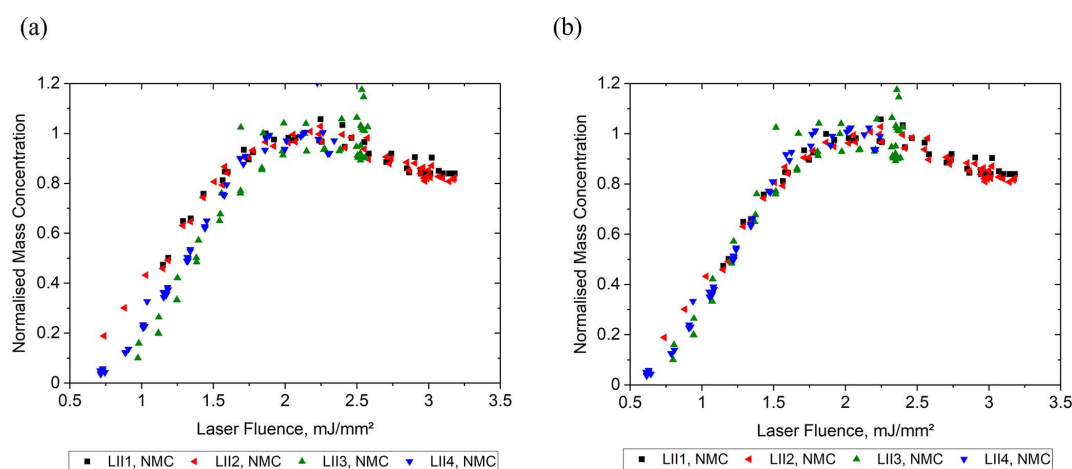 (a)
(b)
Normalised Mass Concentration
1.2
1
0.8
0.6
0.4
0.2
0
0.5
1
1.5
2
2.5
3
3.5
Laser Fluence, mJ/mm²
LII1, NMC
LII2, NMC
LII3, NMC
LII4, NMC
Normalised Mass Concentration
1.2
1
0.8
0.6
0.4
0.2
0
0.5
1
1.5
2
2.5
3
3.5
Laser Fluence, mJ/mm²
LII1, NMC
LII2, NMC
LII3, NMC
LII4, NMC